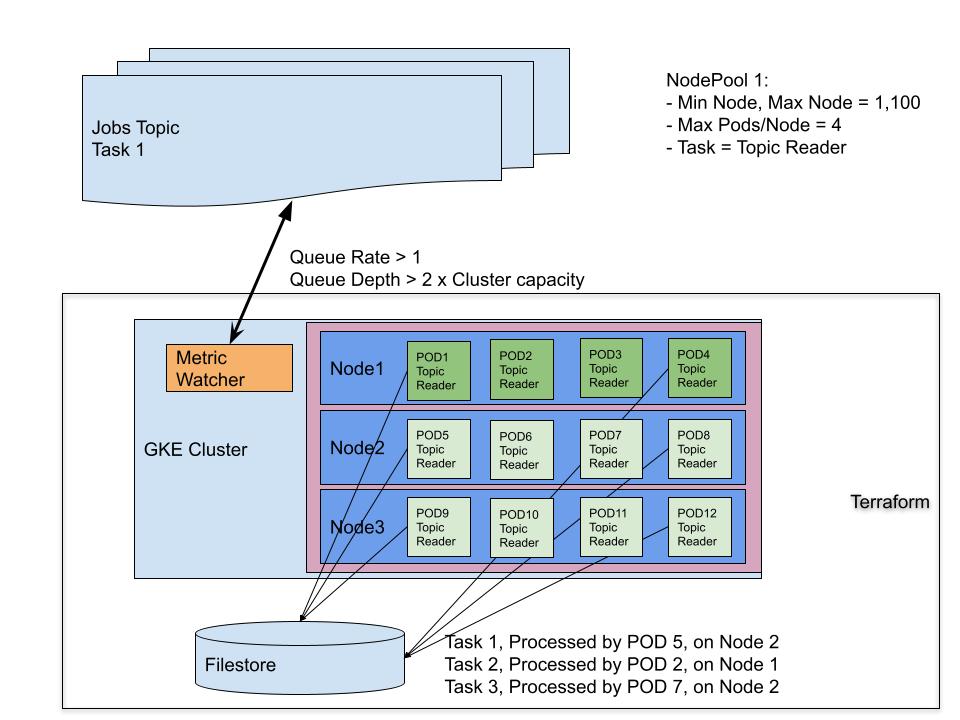 Jobs Topic
Task 1
NodePool 1:
- Min Node, Max Node = 1,100
- Max Pods/Node = 4
- Task = Topic Reader
Queue Rate > 1
Queue Depth > 2 x Cluster capacity
Metric
Watcher
GKE Cluster
Node1
POD1
Topic
Reader
POD2
Topic
Reader
POD3
Topic
Reader
POD4
Topic
Reader
Node2
POD5
Topic
Reader
POD6
Topic
Reader
POD7
Topic
Reader
POD8
Topic
Reader
Node3
POD9
Topic
Reader
POD10
Topic
Reader
POD11
Topic
Reader
POD12
Topic
Reader
Terraform
Filestore
Task 1, Processed by POD 5, on Node 2
Task 2, Processed by POD 2, on Node 1
Task 3, Processed by POD 7, on Node 2